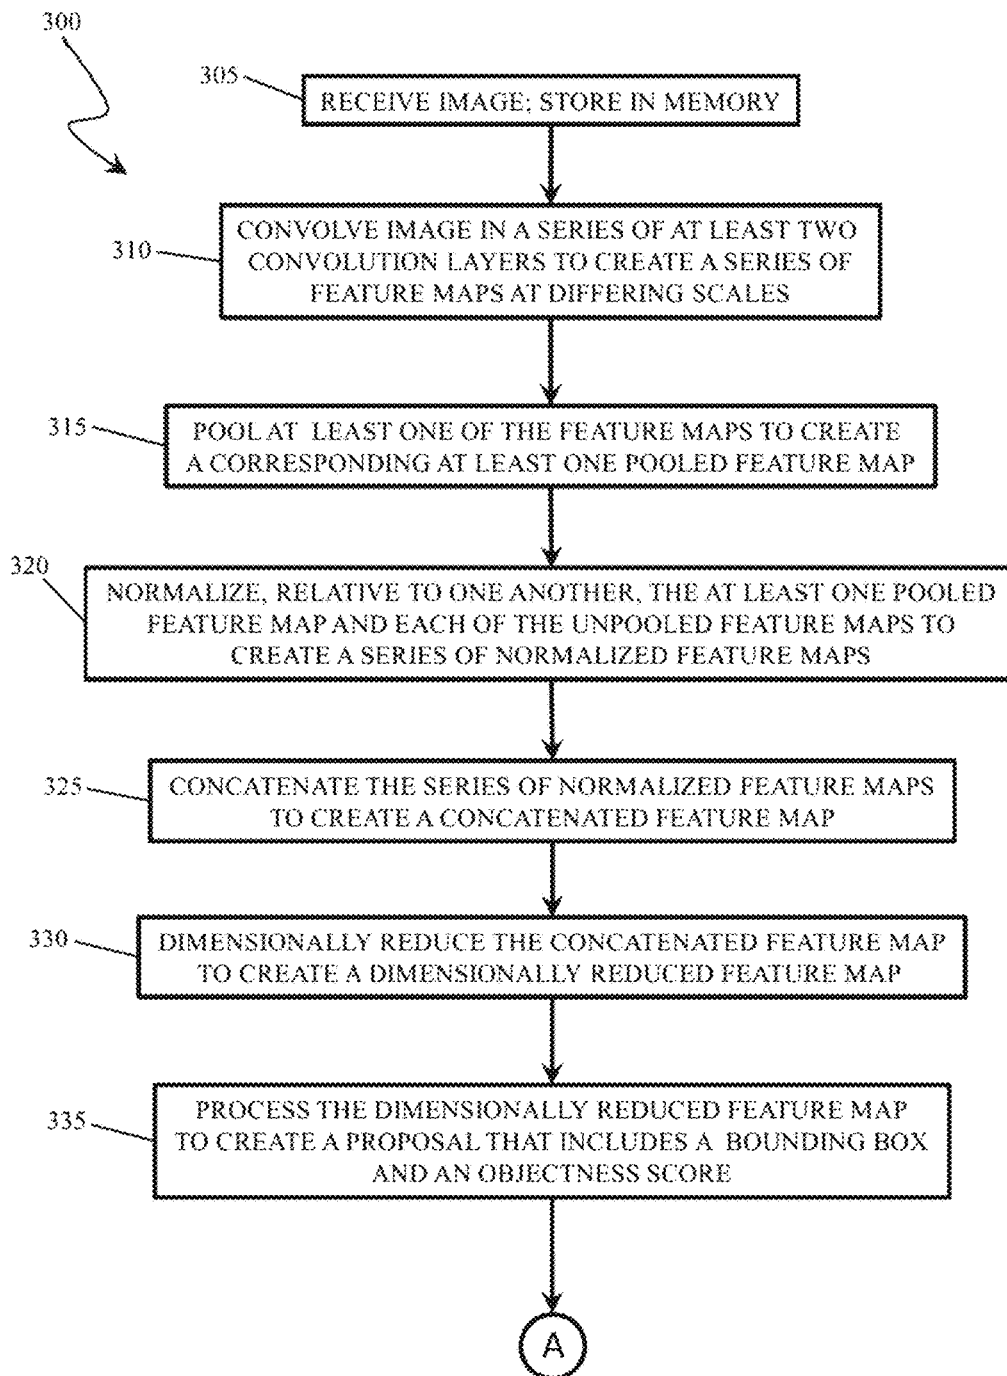 300
305
RECEIVE IMAGE; STORE IN MEMORY
310
CONVOLVE IMAGE IN A SERIES OF AT LEAST TWO
CONVOLUTION LAYERS TO CREATE A SERIES OF
FEATURE MAPS AT DIFFERING SCALES
315
POOL AT LEAST ONE OF THE FEATURE MAPS TO CREATE
A CORRESPONDING AT LEAST ONE POOLED FEATURE MAP
320
NORMALIZE, RELATIVE TO ONE ANOTHER, THE AT LEAST ONE POOLED
FEATURE MAP AND EACH OF THE UNPOOLED FEATURE MAPS TO
CREATE A SERIES OF NORMALIZED FEATURE MAPS
325
CONCATENATE THE SERIES OF NORMALIZED FEATURE MAPS
TO CREATE A CONCATENATED FEATURE MAP
330
DIMENSIONALLY REDUCE THE CONCATENATED FEATURE MAP
TO CREATE A DIMENSIONALLY REDUCED FEATURE MAP
335
PROCESS THE DIMENSIONALLY REDUCED FEATURE MAP
TO CREATE A PROPOSAL THAT INCLUDES A BOUNDING BOX
AND AN OBJECTNESS SCORE
A